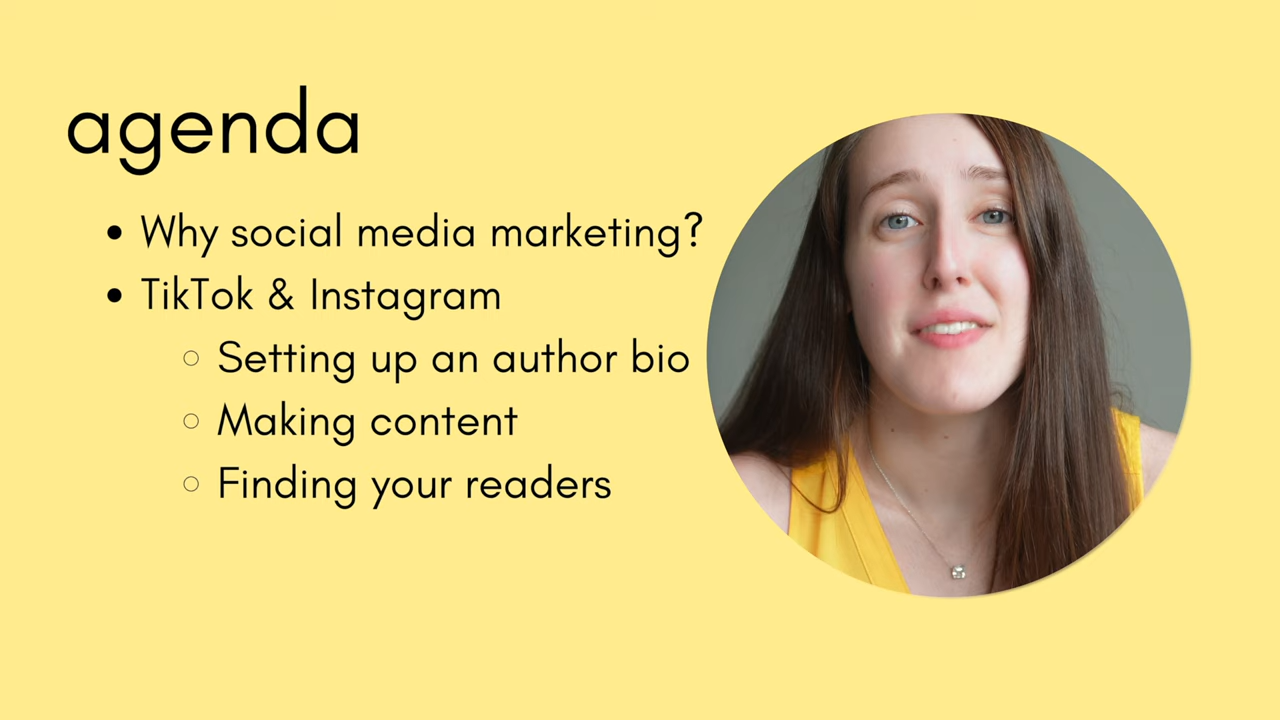 agenda
Why social media marketing?
TikTok & Instagram
Setting up an author bio
Making content
Finding your readers